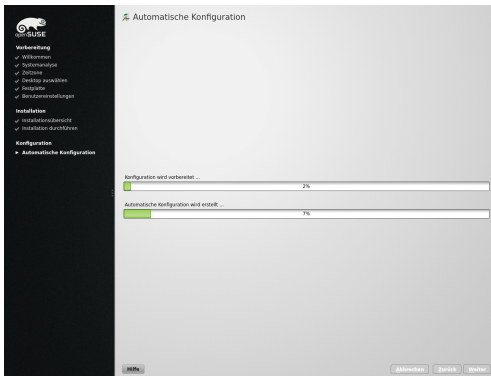 openSUSE
Vorbereitung
Willkommen
Systemanalyse
Zeitzone
Desktop auswählen
Festplatte
Benutzereinstellungen
Installation
Installationsübersicht
Installation durchführen
Konfiguration
Automatische Konfiguration
Automatische Konfiguration
Konfiguration wird vorbereitet ...
2%
Automatische Konfiguration wird erstellt ...
7%
Hilfe
Abbrechen
Zurück
Weiter